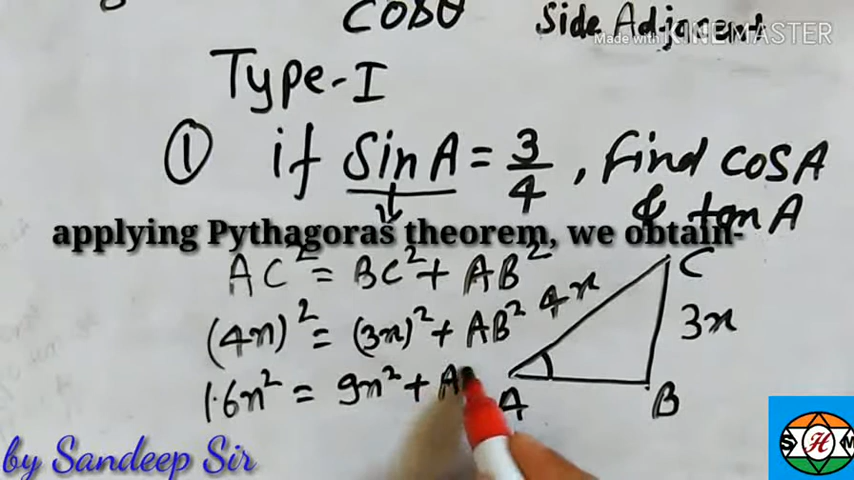 COSθ Side Adjacent
Made with KINEMASTER
Type-I
① if Sin A = 3/4, find cosA
& tan A
applying Pythagoras theorem, we obtain-
AC² = BC² + AB²
C
4x
(4x)² = (3x)² + AB²
3x
16x² = 9x² + A
A
B
by Sandeep Sir
S H M